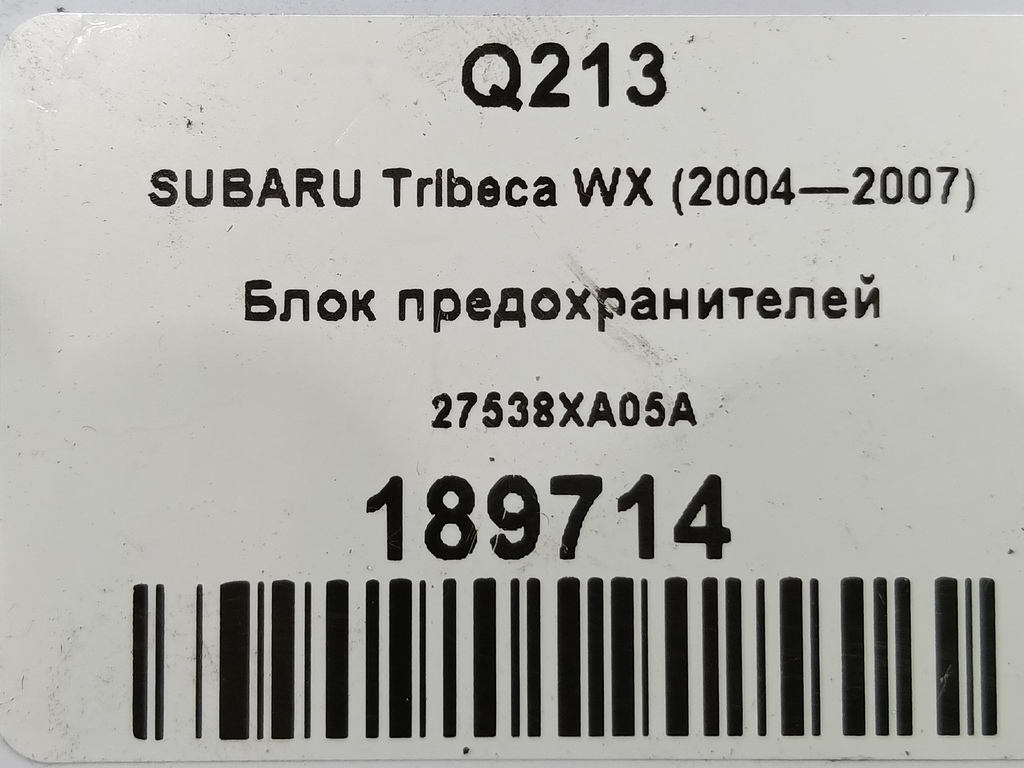 Q213
SUBARU Tribeca WX (2004—2007)
Блок предохранителей
27538XA05A
189714